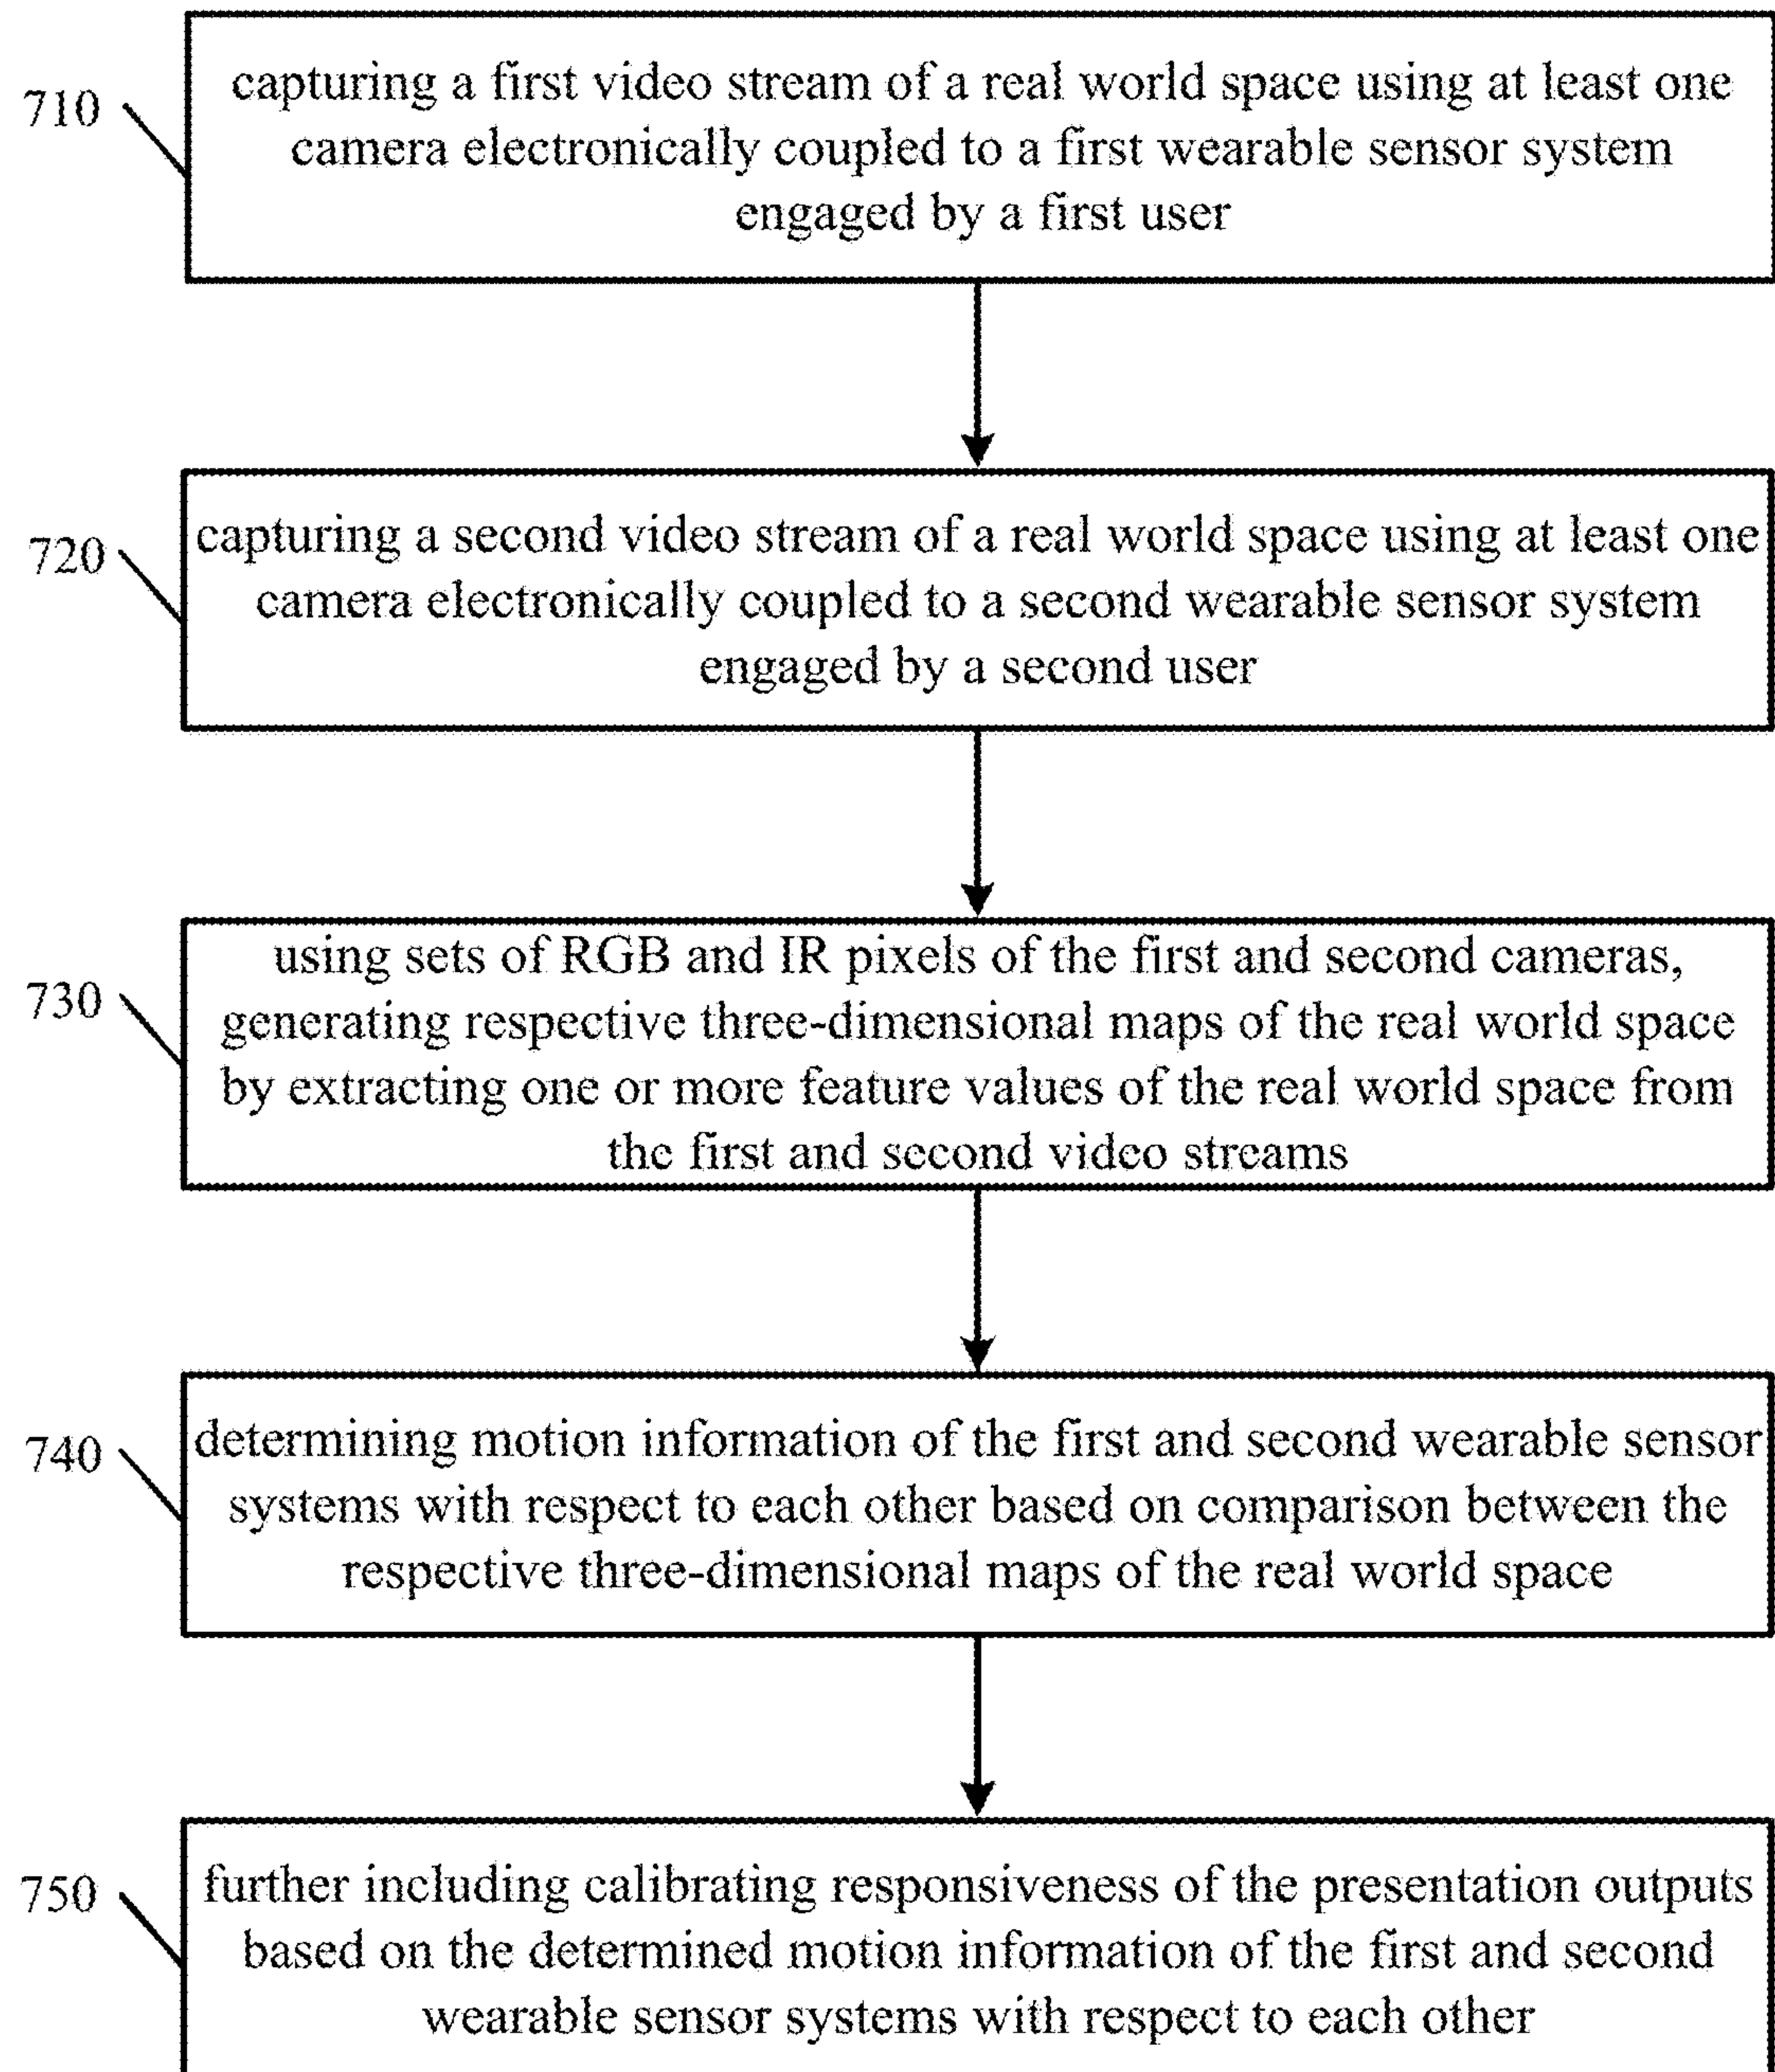 710
capturing a first video stream of a real world space using at least one
camera electronically coupled to a first wearable sensor system
engaged by a first user
720
capturing a second video stream of a real world space using at least one
camera electronically coupled to a second wearable sensor system
engaged by a second user
730
using sets of RGB and IR pixels of the first and second cameras,
generating respective three-dimensional maps of the real world space
by extracting one or more feature values of the real world space from
the first and second video streams
740
determining motion information of the first and second wearable sensor
systems with respect to each other based on comparison between the
respective three-dimensional maps of the real world space
750
further including calibrating responsiveness of the presentation outputs
based on the determined motion information of the first and second
wearable sensor systems with respect to each other